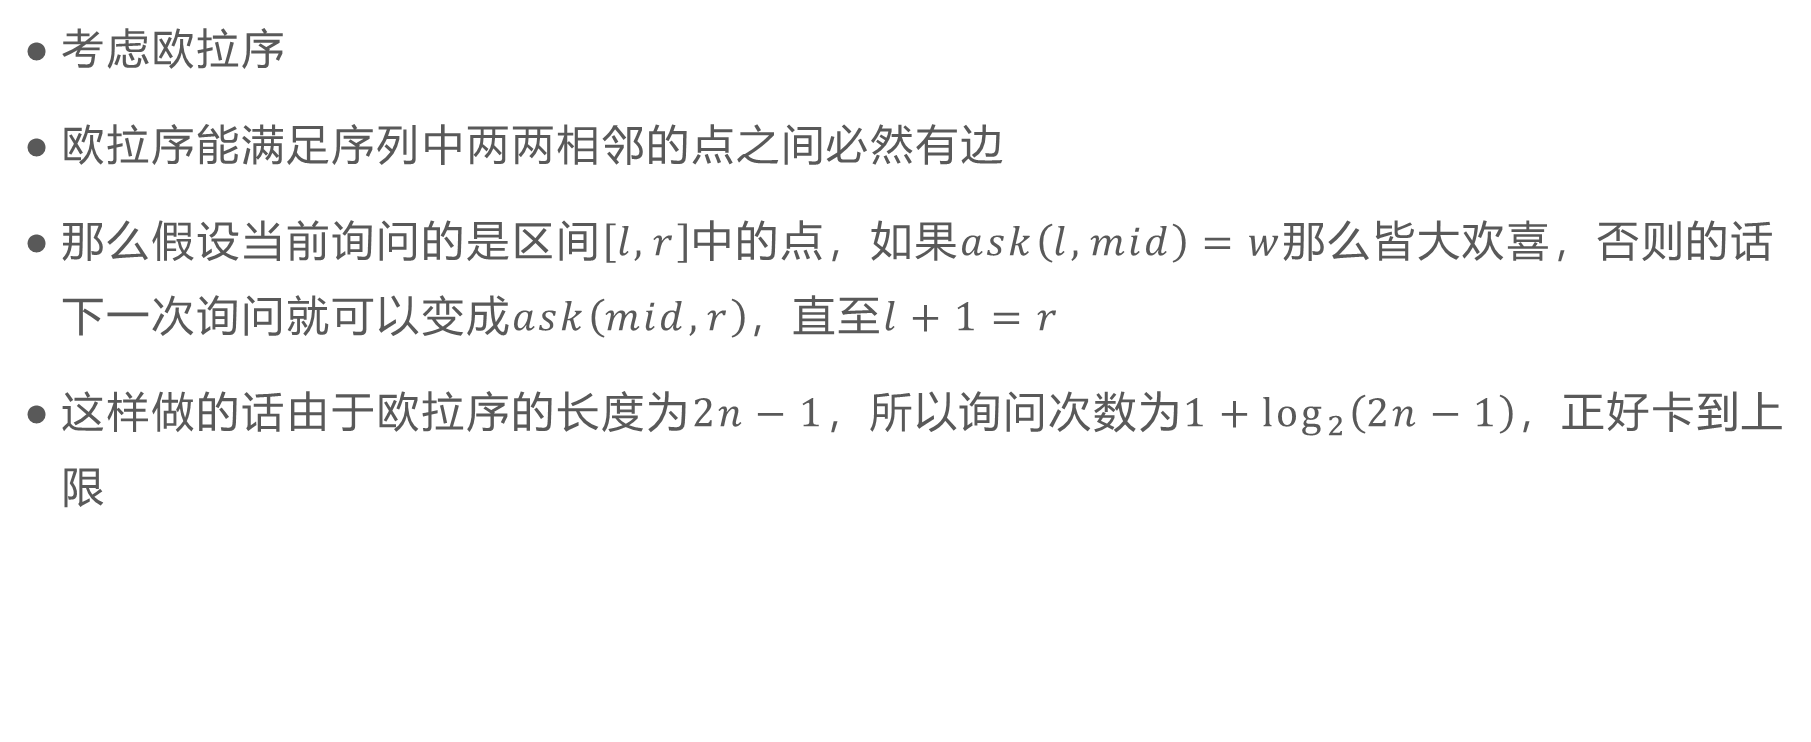 ● 考虑欧拉序
● 欧拉序能满足序列中两两相邻的点之间必然有边
● 那么假设当前询问的是区间[l, r]中的点，如果ask(l, mid) = w那么皆大欢喜，否则的话
下一次询问就可以变成ask(mid, r)，直至l + 1 = r
● 这样做的话由于欧拉序的长度为2n − 1，所以询问次数为1 + log₂(2n − 1)，正好卡到上
限